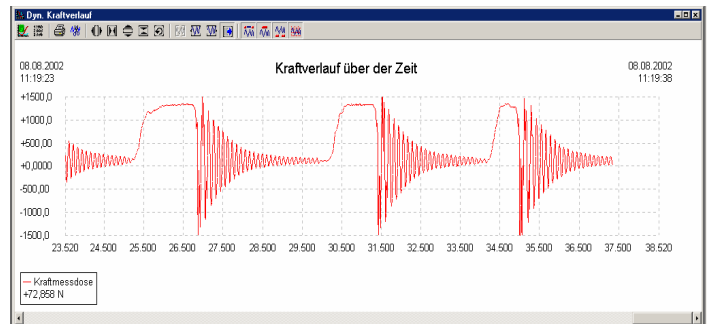 Dyn. Kraftverlauf
08.08.2002
11:19:23
Kraftverlauf über der Zeit
08.08.2002
11:19:38
+1500,0
+1000,0
+500,00
+0,0000
-500,00
-1000,0
-1500,0
23.520 24.500 25.500 26.500 27.500 28.500 29.500 30.500 31.500 32.500 33.500 34.500 35.500 36.500 37.500 38.520
Kraftmessdose
+72,858 N